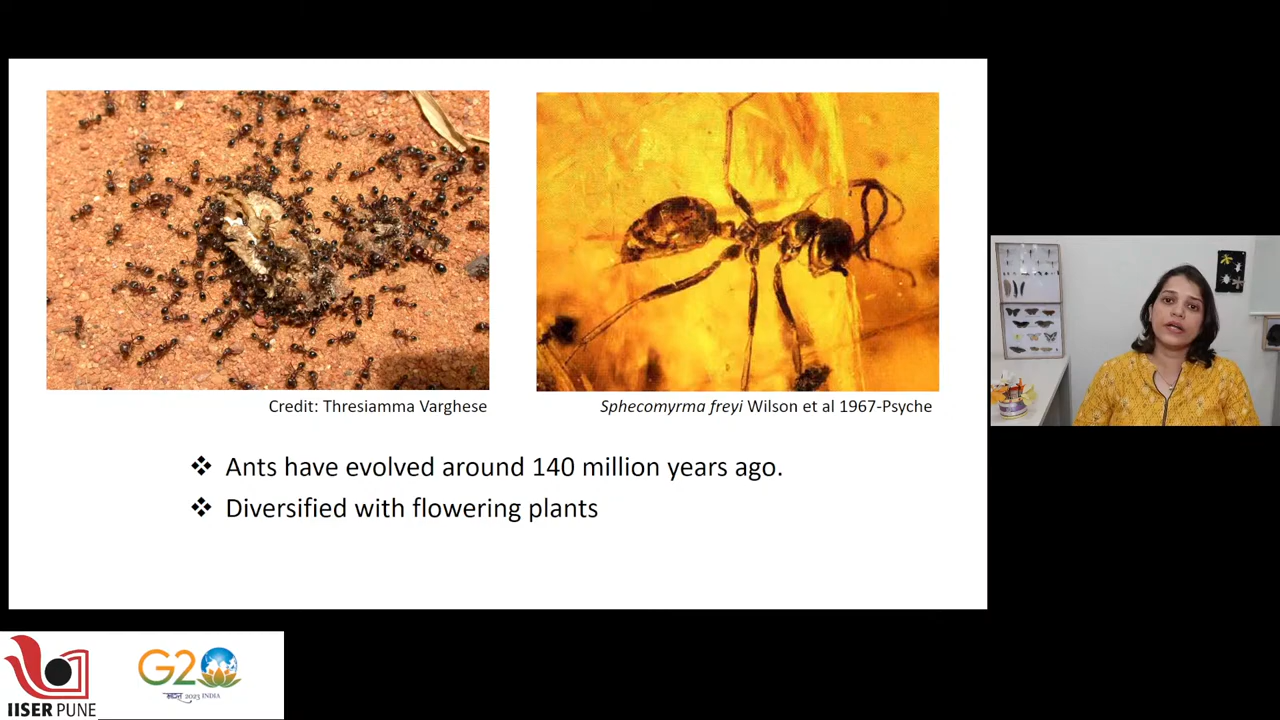 Credit: Thresiamma Varghese
Sphecomyrma freyi Wilson et al 1967-Psyche
❖ Ants have evolved around 140 million years ago.
❖ Diversified with flowering plants
IISER PUNE
G20
भारत 2023 INDIA